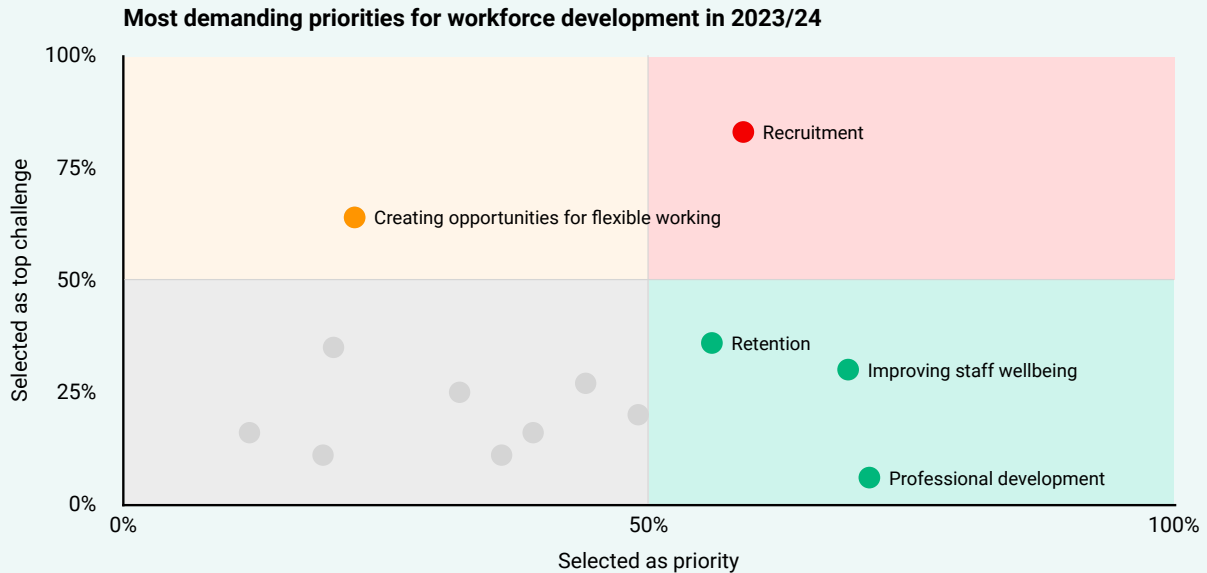 Most demanding priorities for workforce development in 2023/24
100%
75%
50%
25%
0%
Selected as top challenge
Recruitment
Creating opportunities for flexible working
Retention
Improving staff wellbeing
Professional development
0%
50%
100%
Selected as priority